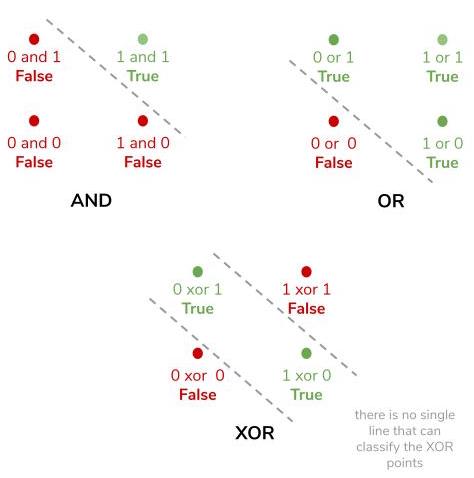 0 and 1
False
1 and 1
True
0 or 1
True
1 or 1
True
0 and 0
False
1 and 0
False
0 or 0
False
1 or 0
True
AND
OR
0 xor 1
True
1 xor 1
False
0 xor 0
False
1 xor 0
True
XOR
there is no single
line that can
classify the XOR
points